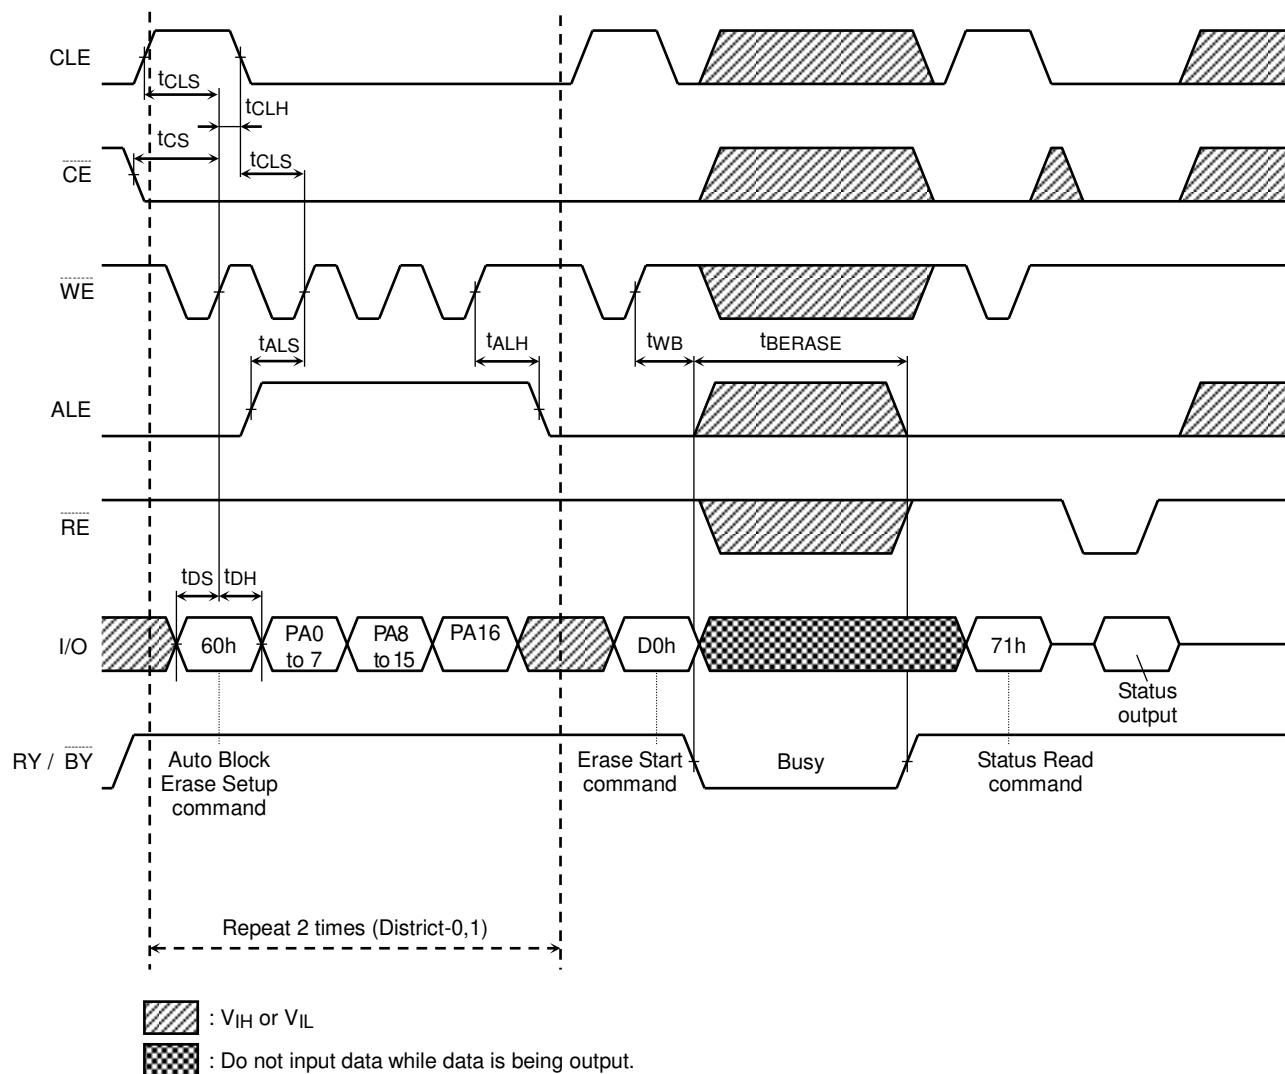 CLE
tCLS
tCLH
tCS
CE
tCLS
WE
tALS
tALH
tWB
tBERASE
ALE
RE
tDS
tDH
I/O
60h
PA0
to 7
PA8
to 15
PA16
D0h
71h
Status
output
RY / BY
Auto Block
Erase Setup
command
Erase Start
command
Busy
Status Read
command
Repeat 2 times (District-0,1)
: VIH or VIL
: Do not input data while data is being output.